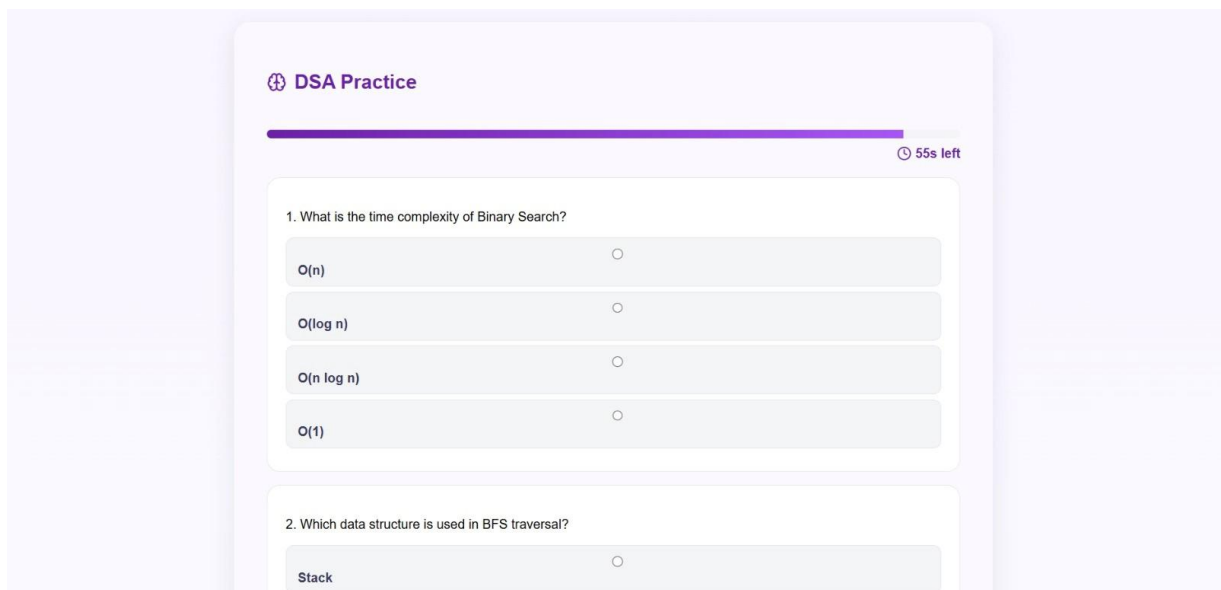 DSA Practice
55s left
1. What is the time complexity of Binary Search?
O(n)
O(log n)
O(n log n)
O(1)
2. Which data structure is used in BFS traversal?
Stack